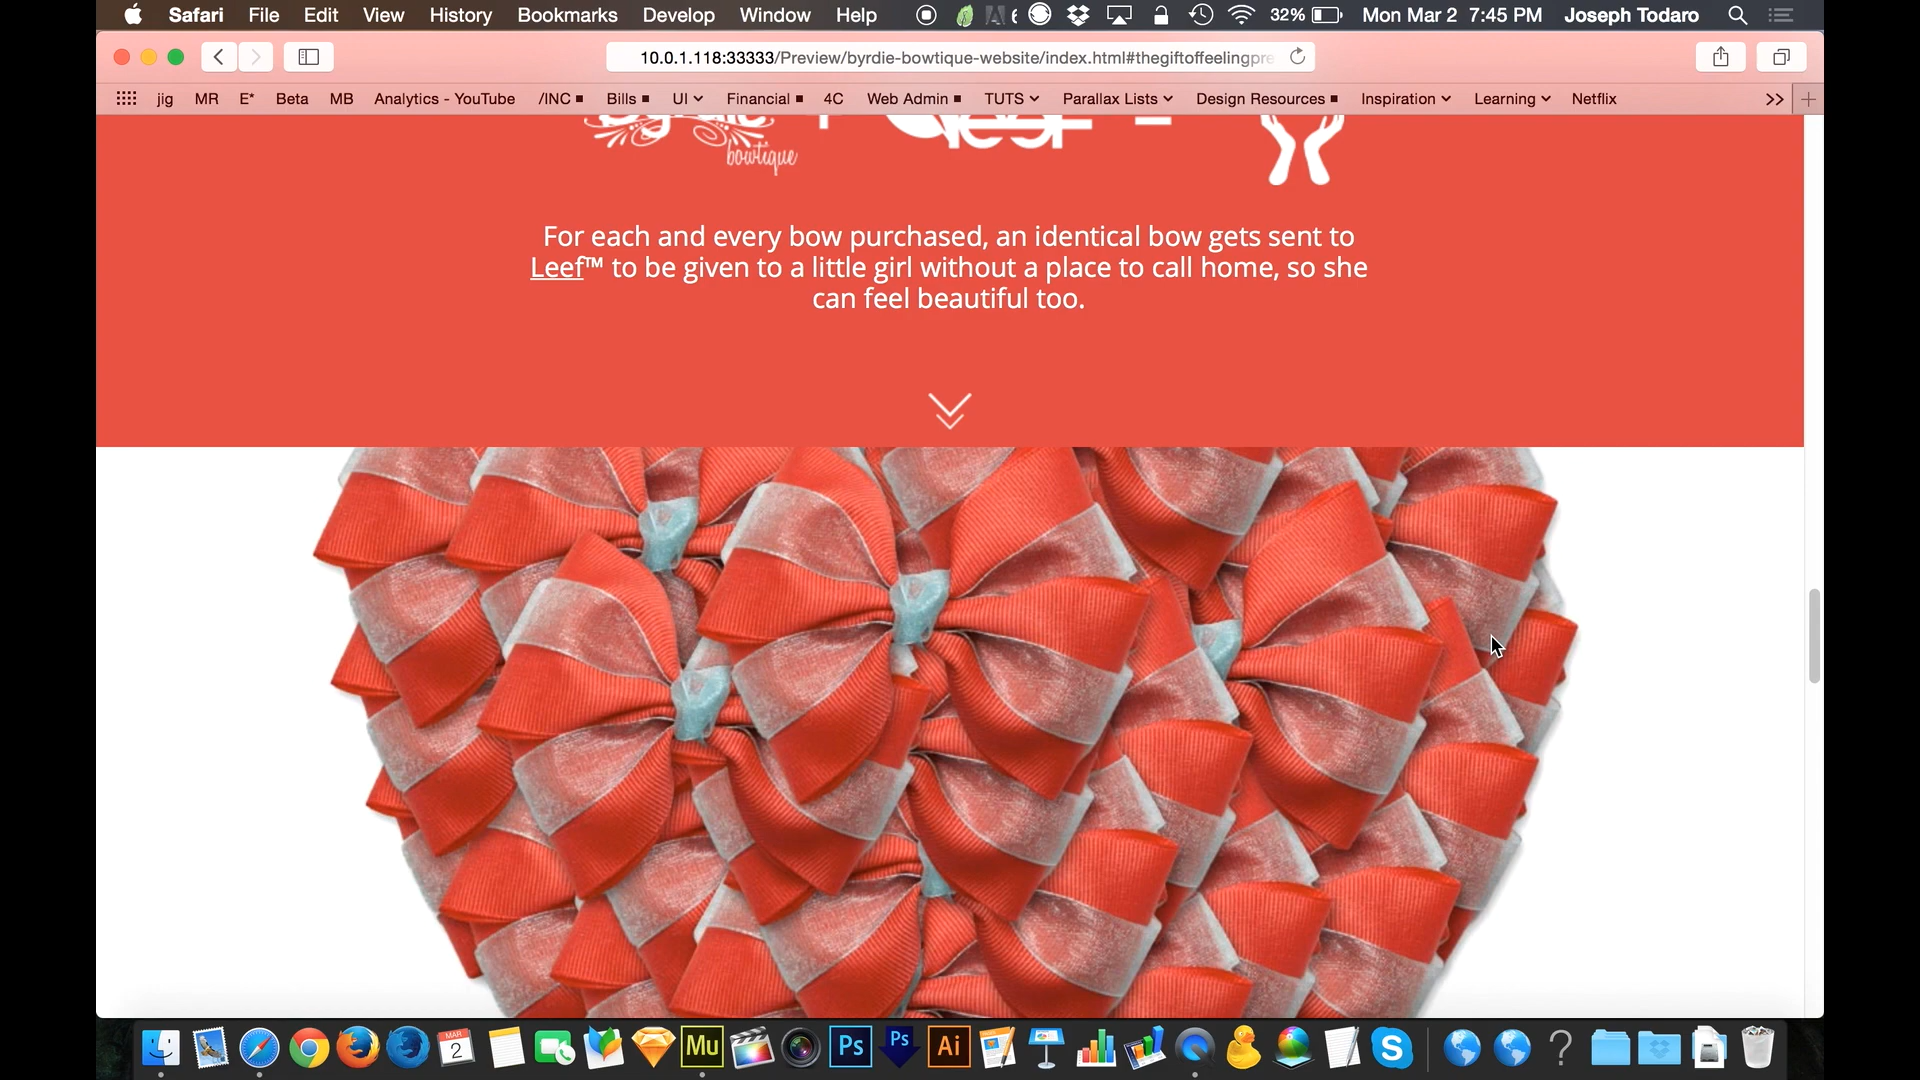 Safari File Edit View History Bookmarks Develop Window Help 32% Mon Mar 2 7:45 PM Joseph Todaro
10.0.1.118:33333/Preview/byrdie-bowtique-website/index.html#thegiftoffeelingpre
jig MR E* Beta MB Analytics - YouTube /INC Bills UI Financial 4C Web Admin TUTS Parallax Lists Design Resources Inspiration Learning Netflix
Byrdie + leef =
bowtique
For each and every bow purchased, an identical bow gets sent to
Leef™ to be given to a little girl without a place to call home, so she
can feel beautiful too.
MAR
2 Mu Ps Ps Ai S ?